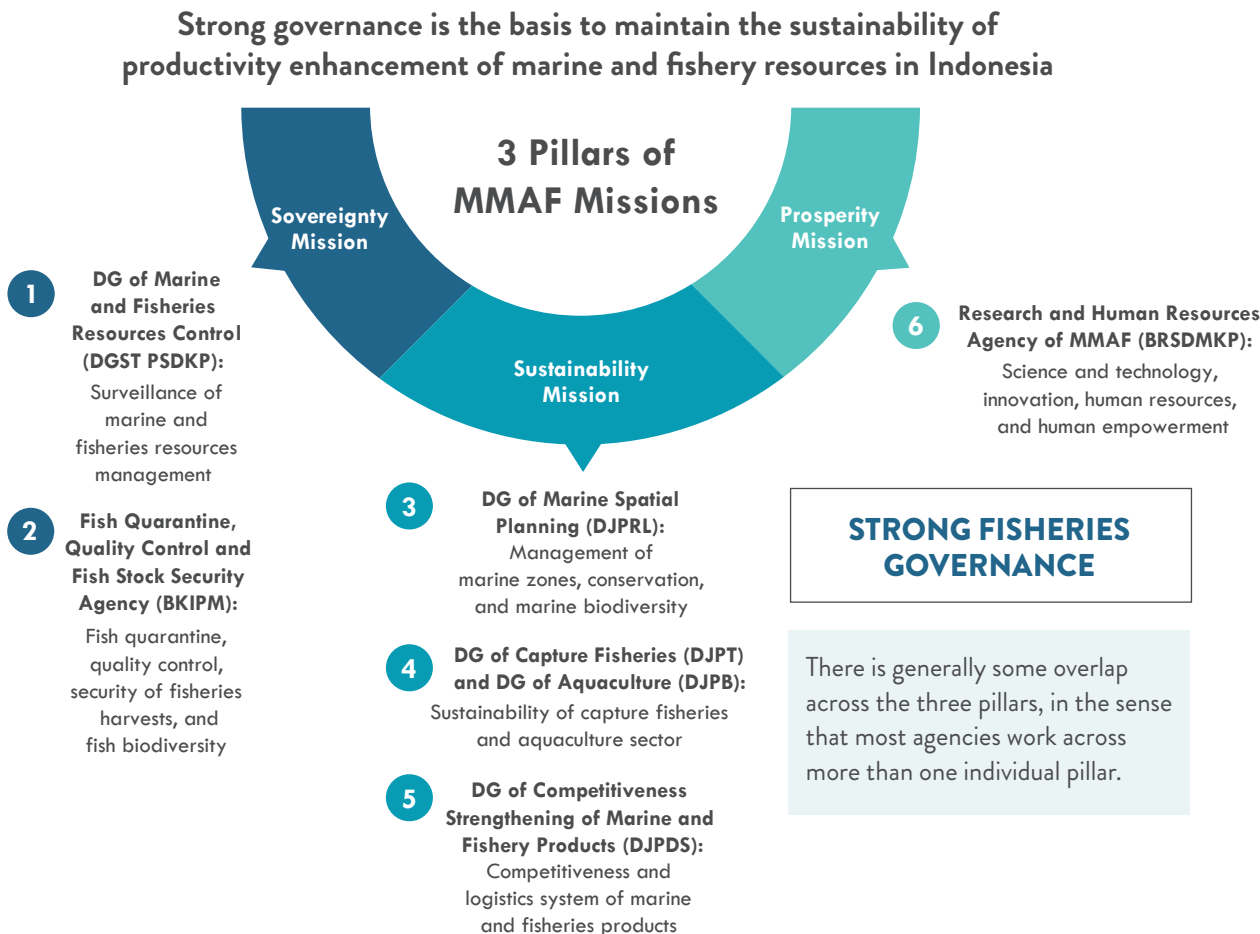 Strong governance is the basis to maintain the sustainability of
productivity enhancement of marine and fishery resources in Indonesia
3 Pillars of
MMAF Missions
Sovereignty
Mission
Sustainability
Mission
Prosperity
Mission
1
DG of Marine
and Fisheries
Resources Control
(DGST PSDKP):
Surveillance of
marine and
fisheries resources
management
2
Fish Quarantine,
Quality Control and
Fish Stock Security
Agency (BKIPM):
Fish quarantine,
quality control,
security of fisheries
harvests, and
fish biodiversity
3
DG of Marine Spatial
Planning (DJPRL):
Management of
marine zones, conservation,
and marine biodiversity
4
DG of Capture Fisheries (DJPT)
and DG of Aquaculture (DJPB):
Sustainability of capture fisheries
and aquaculture sector
5
DG of Competitiveness
Strengthening of Marine and
Fishery Products (DJPDS):
Competitiveness and
logistics system of marine
and fisheries products
6
Research and Human Resources
Agency of MMAF (BRSDMKP):
Science and technology,
innovation, human resources,
and human empowerment
STRONG FISHERIES
GOVERNANCE
There is generally some overlap
across the three pillars, in the sense
that most agencies work across
more than one individual pillar.